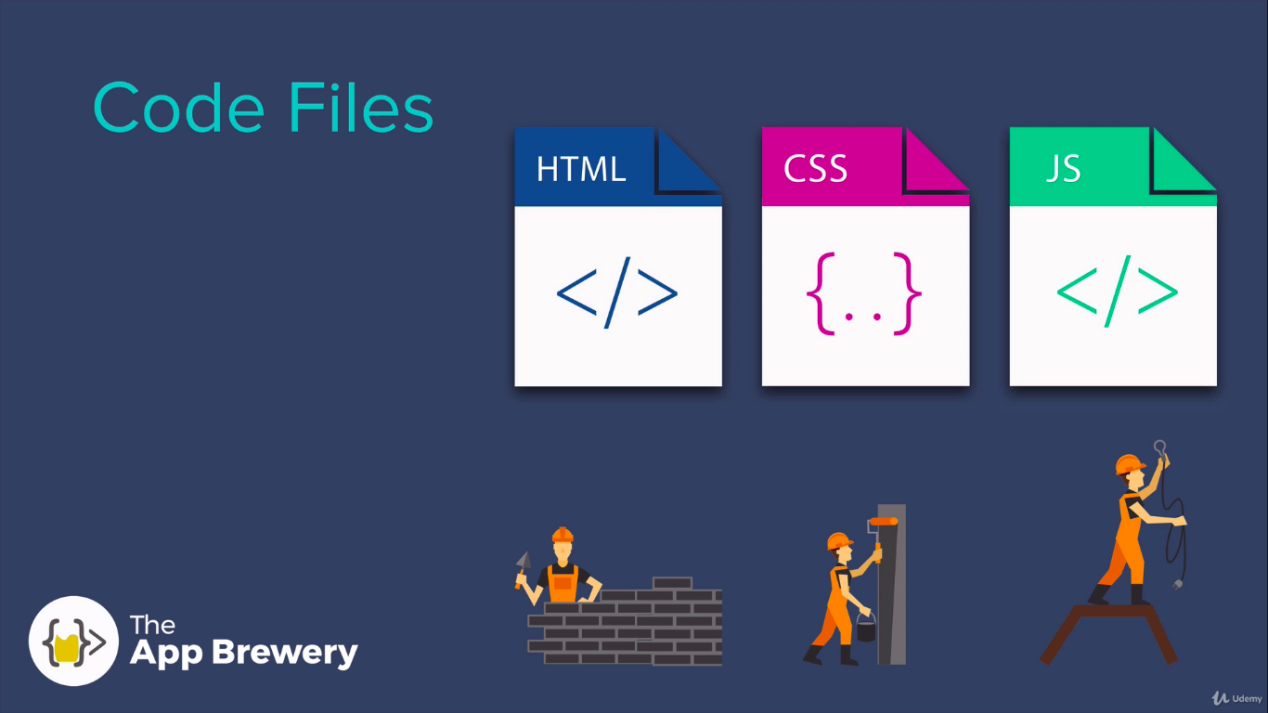 Code Files
HTML
CSS
JS
</>
{..}
</>
The
App Brewery
Udemy